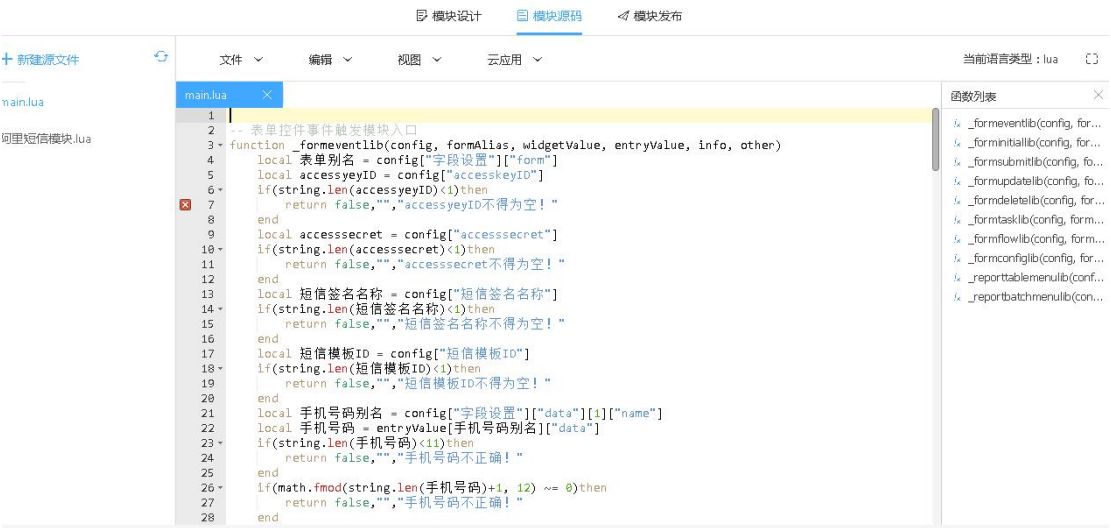 模块设计 模块源码 模块发布
新建源文件
文件 编辑 视图 云应用 当前语言类型：lua
main.lua
阿里短信模块.lua
main.lua
1
2 -- 表单控件事件触发模块入口
3 function _formeventlib(config, formAlias, widgetValue, entryValue, info, other)
4 local 表单别名 = config["字段设置"]["form"]
5 local accessyeyID = config["accesskeyID"]
6 if(string.len(accessyeyID)<1)then
7 return false,"","accessyeyID不得为空！"
8 end
9 local accesssecret = config["accesssecret"]
10 if(string.len(accesssecret)<1)then
11 return false,"","accesssecret不得为空！"
12 end
13 local 短信签名名称 = config["短信签名名称"]
14 if(string.len(短信签名名称)<1)then
15 return false,"","短信签名名称不得为空！"
16 end
17 local 短信模板ID = config["短信模板ID"]
18 if(string.len(短信模板ID)<1)then
19 return false,"","短信模板ID不得为空！"
20 end
21 local 手机号码别名 = config["字段设置"]["data"][1]["name"]
22 local 手机号码 = entryValue[手机号码别名]["data"]
23 if(string.len(手机号码)<11)then
24 return false,"","手机号码不正确！"
25 end
26 if(math.fmod(string.len(手机号码)+1, 12) ~= 0)then
27 return false,"","手机号码不正确！"
28 end
函数列表
_formeventlib(config, for...
_forminitiallib(config, for...
_formsubmitlib(config, fo...
_formupdatelib(config, fo...
_formdeletelib(config, for...
_formtasklib(config, form...
_formflowlib(config, form...
_formconfiglib(config, for...
_reporttablemenulib(conf...
_reportbatchmenulib(con...